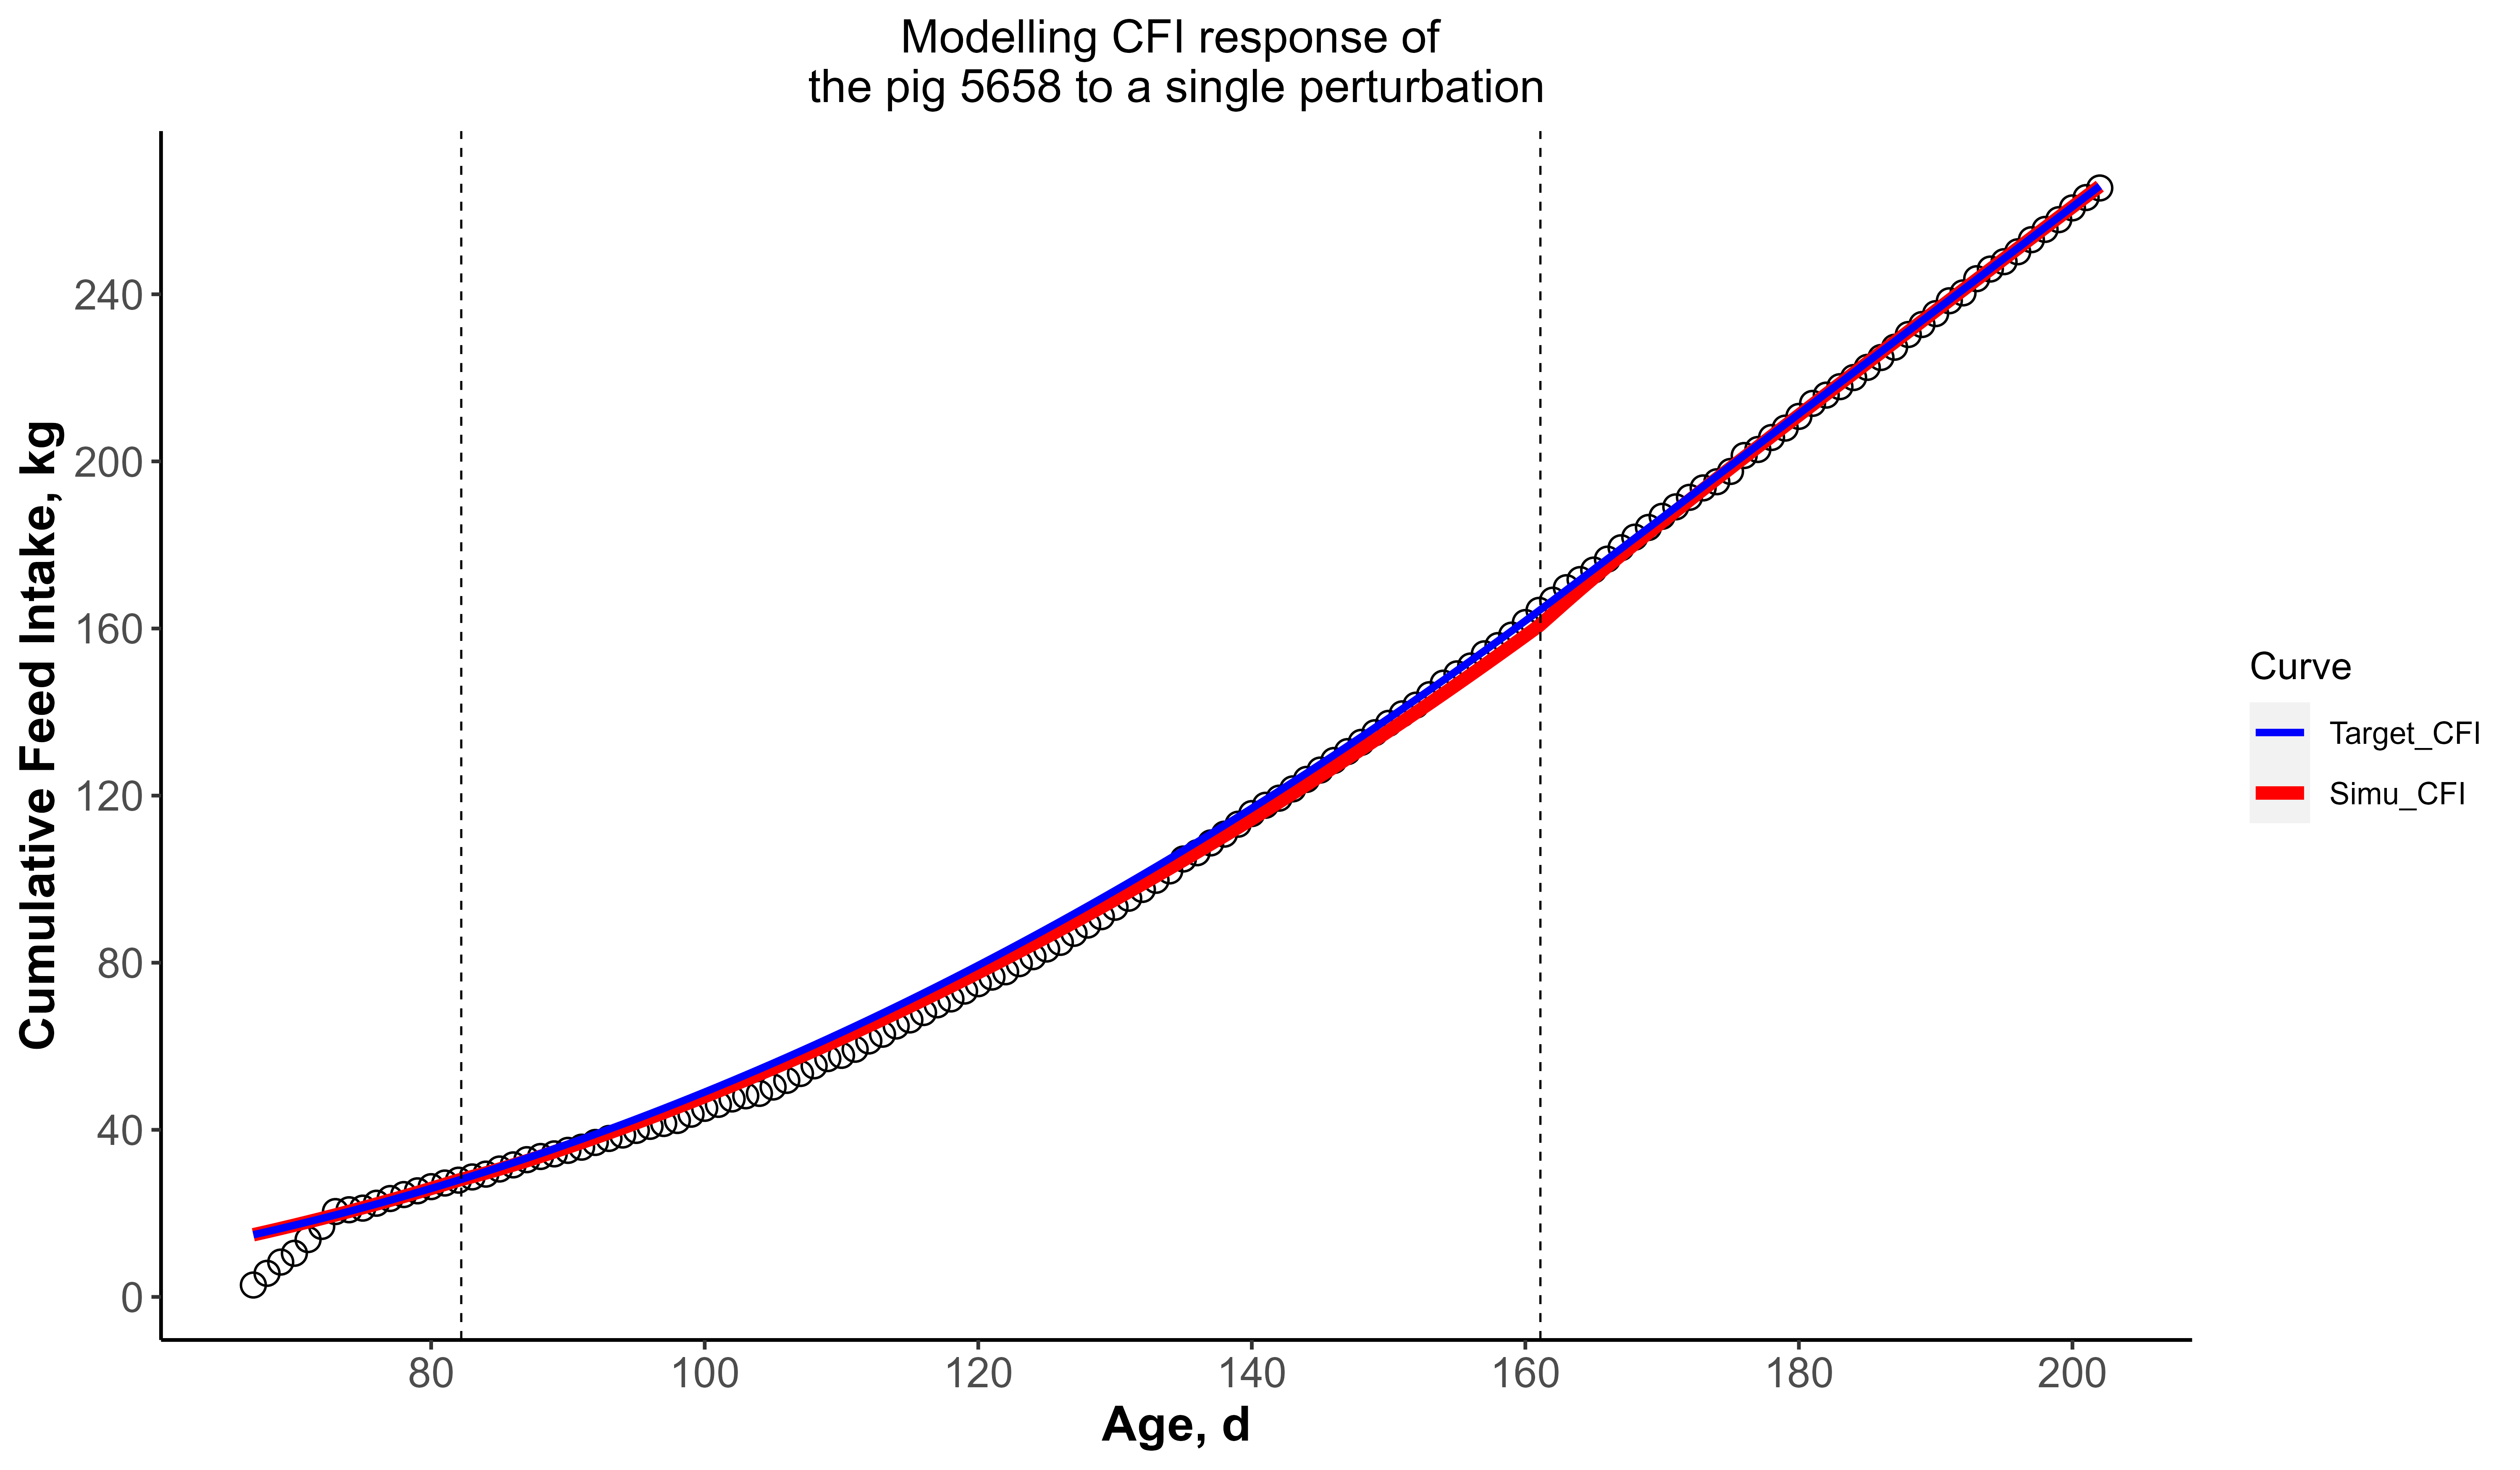 Modelling CFI response of
the pig 5658 to a single perturbation
Cumulative Feed Intake, kg
240
200
160
120
80
40
0
80 100 120 140 160 180 200
Age, d
Curve
Target_CFI
Simu_CFI